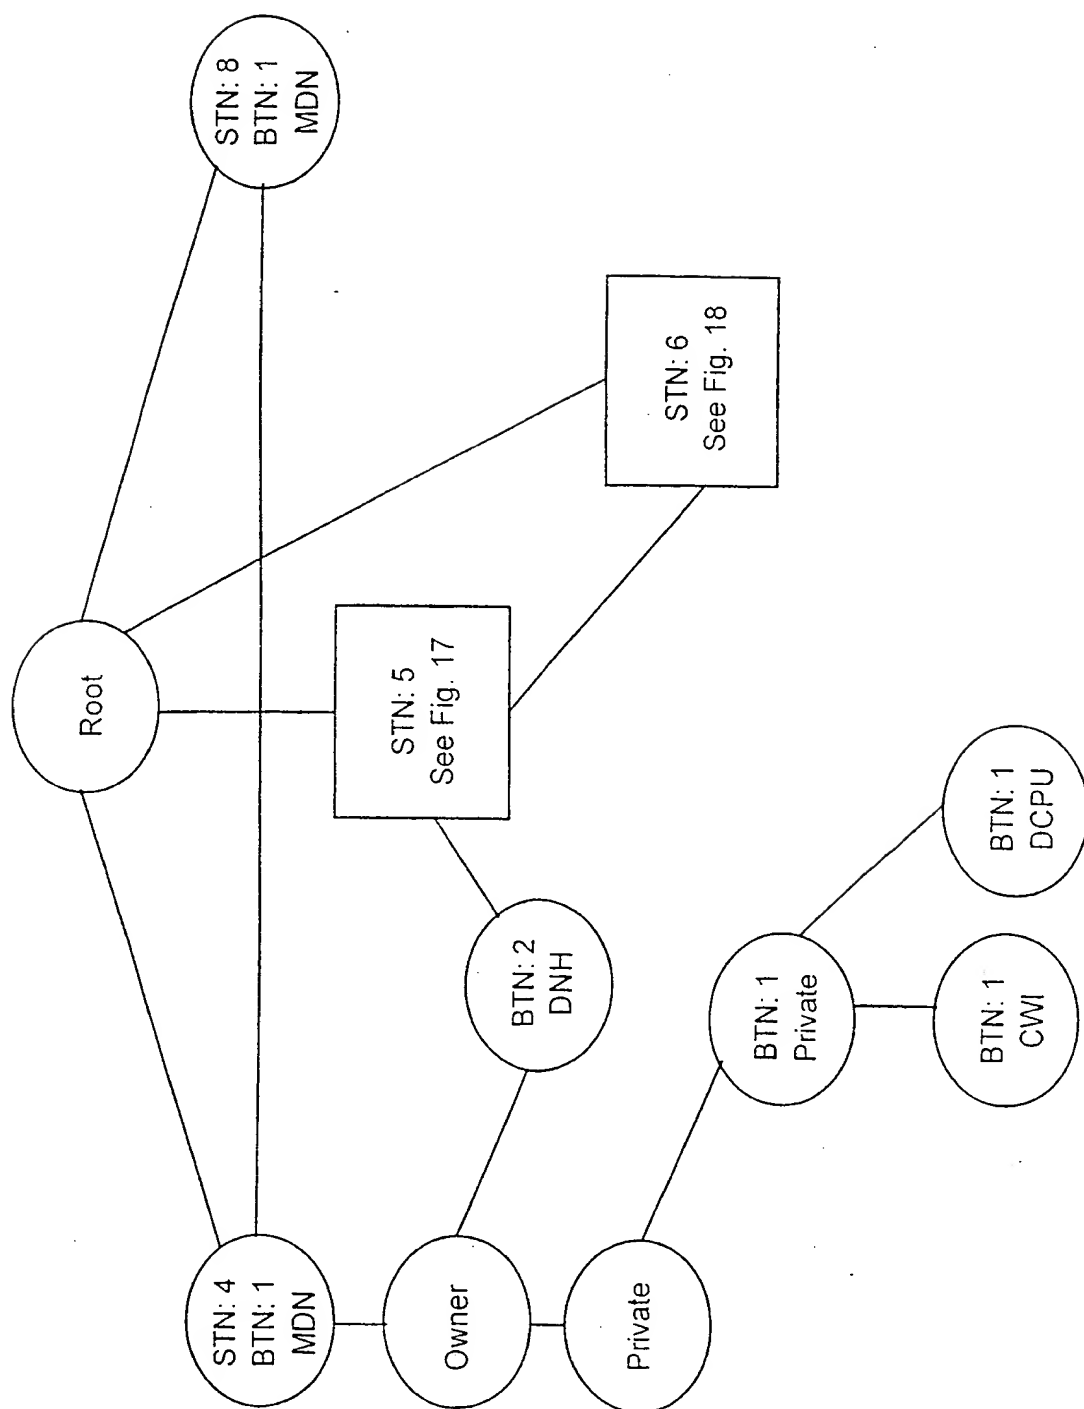 Root
STN: 4
BTN: 1
MDN
STN: 8
BTN: 1
MDN
STN: 5
See Fig. 17
STN: 6
See Fig. 18
Owner
BTN: 2
DNH
Private
BTN: 1
Private
BTN: 1
CWI
BTN: 1
DCPU